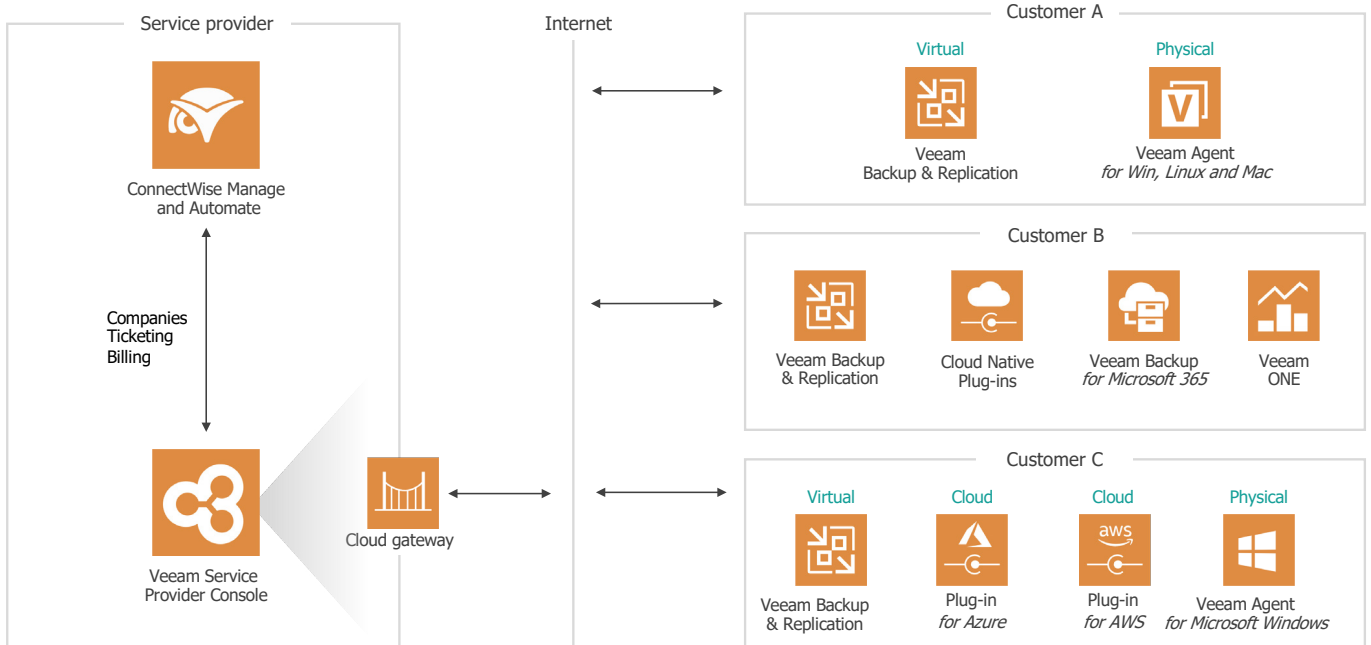 Service provider
ConnectWise Manage
and Automate
Companies
Ticketing
Billing
Veeam Service
Provider Console
Cloud gateway
Internet
Customer A
Virtual
Physical
Veeam
Backup & Replication
V
Veeam Agent
for Win, Linux and Mac
Customer B
Veeam Backup
& Replication
Cloud Native
Plug-ins
Veeam Backup
for Microsoft 365
Veeam
ONE
Customer C
Virtual
Cloud
Cloud
Physical
Veeam Backup
& Replication
Plug-in
for Azure
aws
Plug-in
for AWS
Veeam Agent
for Microsoft Windows